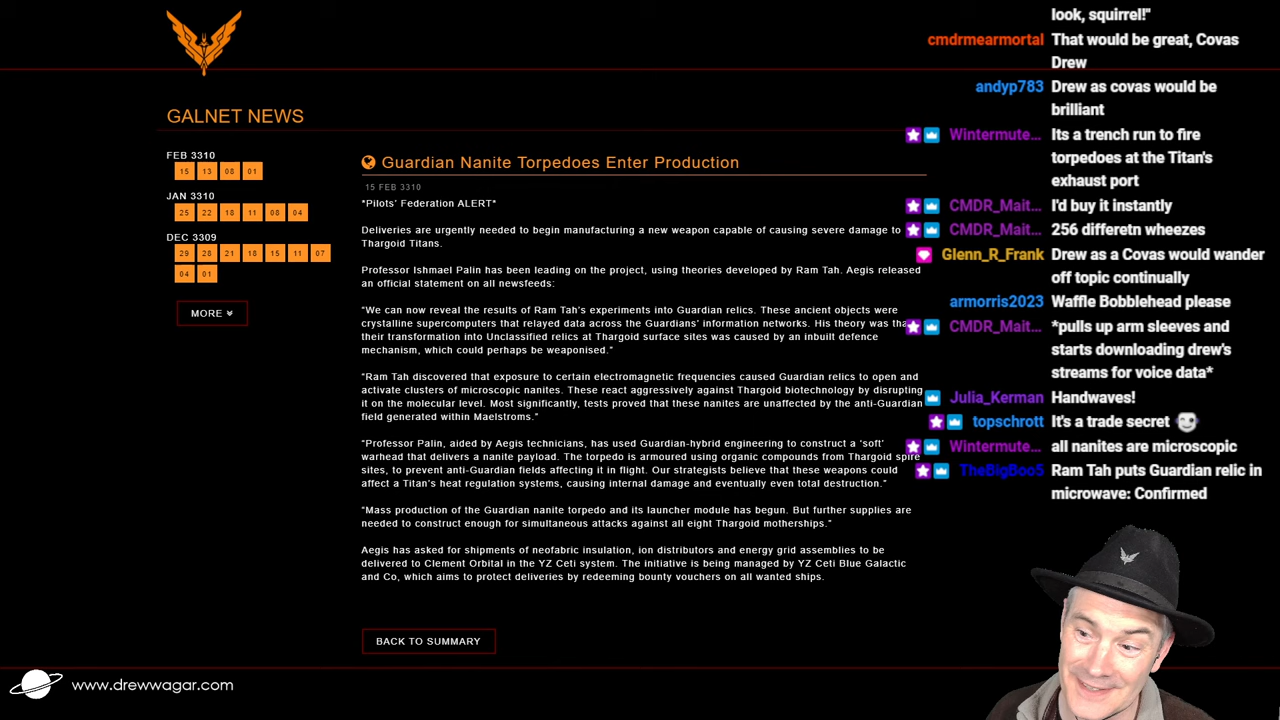 GALNET NEWS
FEB 3310
15 13 08 01
JAN 3310
25 22 18 11 08 04
DEC 3309
29 28 21 18 15 11 07
04 01
MORE
Guardian Nanite Torpedoes Enter Production
15 FEB 3310
*Pilots' Federation ALERT*
Deliveries are urgently needed to begin manufacturing a new weapon capable of causing severe damage to
Thargoid Titans.
Professor Ishmael Palin has been leading on the project, using theories developed by Ram Tah. Aegis released
an official statement on all newsfeeds:
"We can now reveal the results of Ram Tah's experiments into Guardian relics. These ancient objects were
crystalline supercomputers that relayed data across the Guardians' information networks. His theory was tha
their transformation into Unclassified relics at Thargoid surface sites was caused by an inbuilt defence
mechanism, which could perhaps be weaponised."
"Ram Tah discovered that exposure to certain electromagnetic frequencies caused Guardian relics to open and
activate clusters of microscopic nanites. These react aggressively against Thargoid biotechnology by disrupting
it on the molecular level. Most significantly, tests proved that these nanites are unaffected by the anti-Guardian
field generated within Maelstroms."
"Professor Palin, aided by Aegis technicians, has used Guardian-hybrid engineering to construct a 'soft'
warhead that delivers a nanite payload. The torpedo is armoured using organic compounds from Thargoid spire
sites, to prevent anti-Guardian fields affecting it in flight. Our strategists believe that these weapons could
affect a Titan's heat regulation systems, causing internal damage and eventually even total destruction."
"Mass production of the Guardian nanite torpedo and its launcher module has begun. But further supplies are
needed to construct enough for simultaneous attacks against all eight Thargoid motherships."
Aegis has asked for shipments of neofabric insulation, ion distributors and energy grid assemblies to be
delivered to Clement Orbital in the YZ Ceti system. The initiative is being managed by YZ Ceti Blue Galactic
and Co, which aims to protect deliveries by redeeming bounty vouchers on all wanted ships.
BACK TO SUMMARY
www.drewwagar.com
look, squirrel!"
cmdrmearmortal That would be great, Covas
Drew
andyp783 Drew as covas would be
brilliant
Wintermute... Its a trench run to fire
torpedoes at the Titan's
exhaust port
CMDR_Mait... I'd buy it instantly
CMDR_Mait... 256 differetn wheezes
Glenn_R_Frank Drew as a Covas would wander
off topic continually
armorris2023 Waffle Bobblehead please
CMDR_Mait... *pulls up arm sleeves and
starts downloading drew's
streams for voice data*
Julia_Kerman Handwaves!
topschrott It's a trade secret
Wintermute... all nanites are microscopic
TheBigBoo5 Ram Tah puts Guardian relic in
microwave: Confirmed